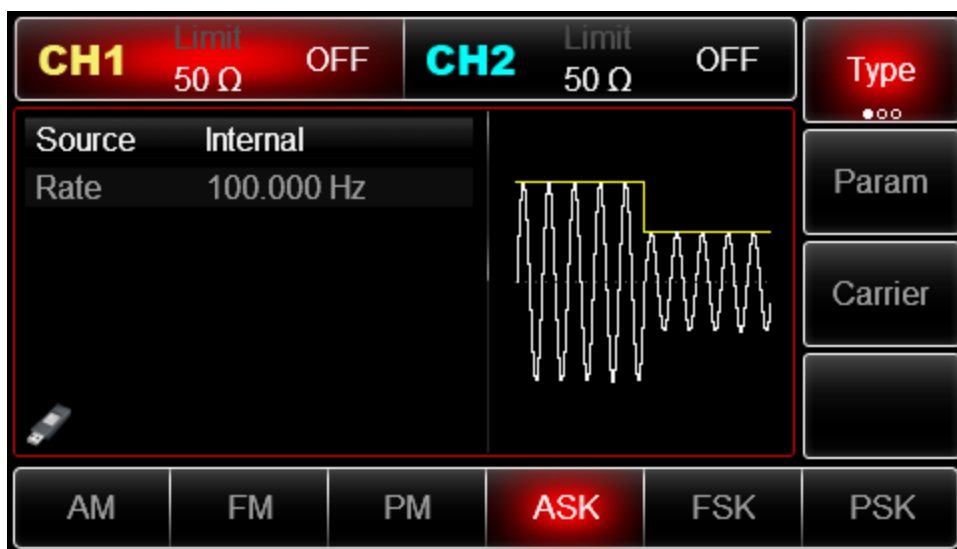 CH1 Limit 50 Ω OFF
CH2 Limit 50 Ω OFF
Type
Source Internal
Rate 100.000 Hz
Param
Carrier
AM FM PM ASK FSK PSK